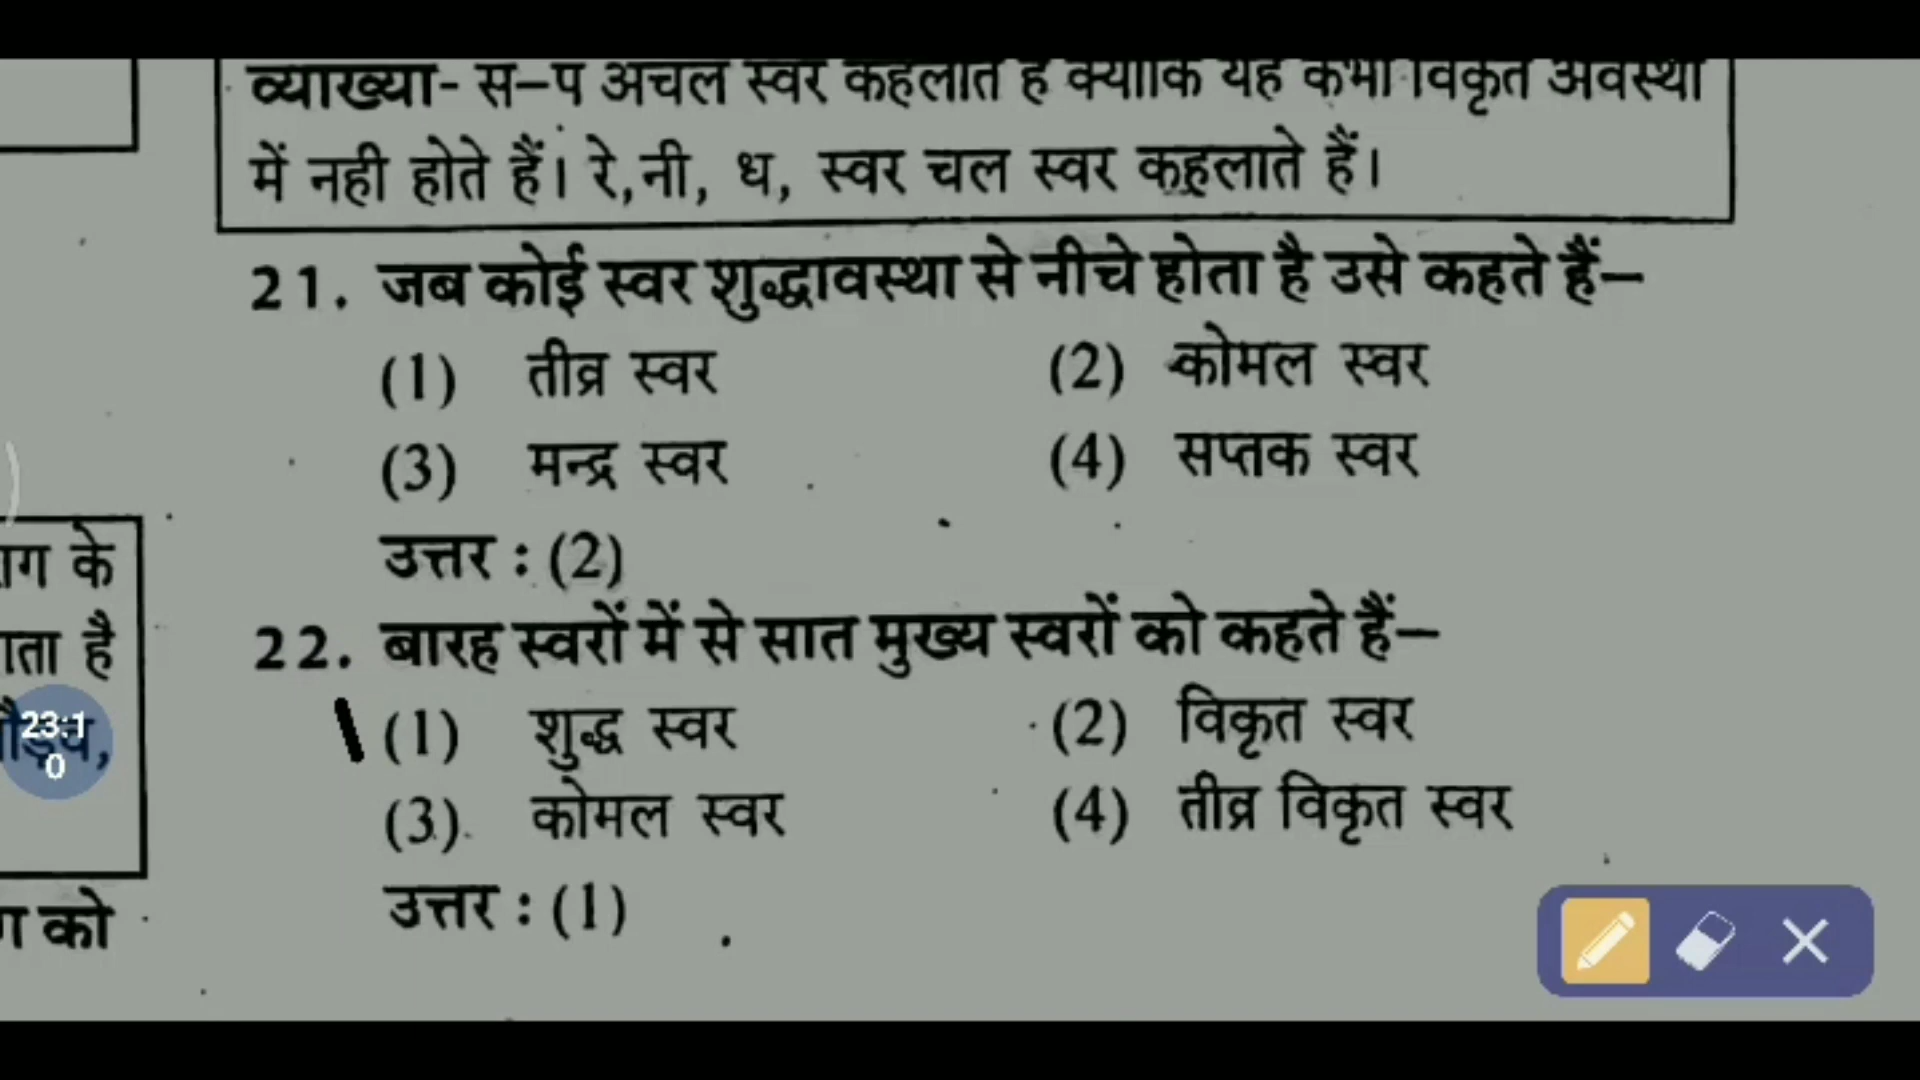 व्याख्या- स–प अचल स्वर कहलाते हैं क्योंकि यह कभी विकृत अवस्था
में नही होते हैं। रे,नी, ध, स्वर चल स्वर कहलाते हैं।
21. जब कोई स्वर शुद्धावस्था से नीचे होता है उसे कहते हैं–
(1) तीव्र स्वर (2) कोमल स्वर
(3) मन्द्र स्वर (4) सप्तक स्वर
उत्तर : (2)
22. बारह स्वरों में से सात मुख्य स्वरों को कहते हैं–
(1) शुद्ध स्वर (2) विकृत स्वर
(3) कोमल स्वर (4) तीव्र विकृत स्वर
उत्तर : (1)
के
है
23:1
0
को